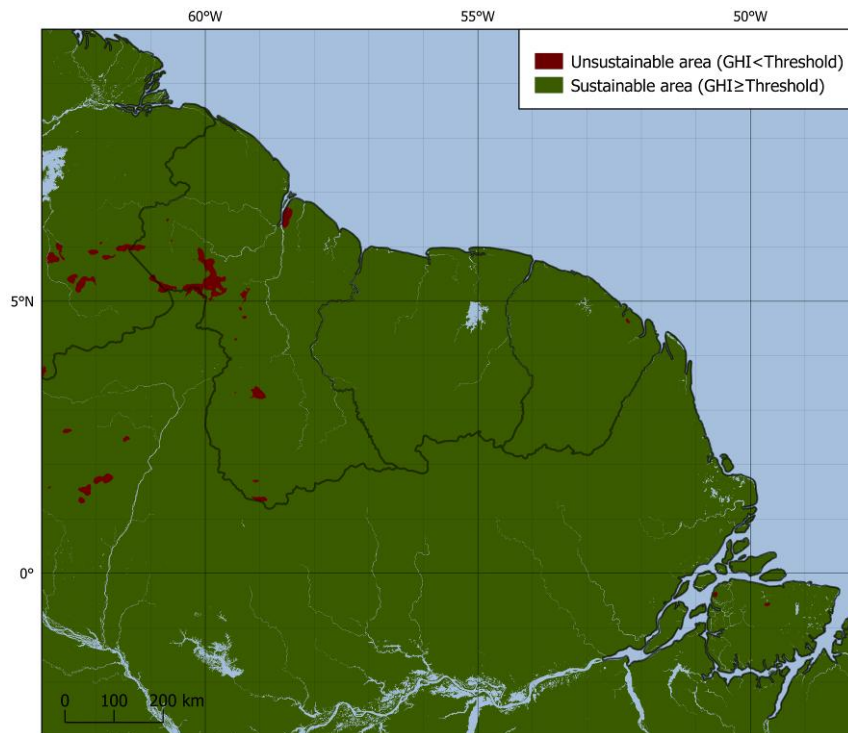 60°W 55°W 50°W
Unsustainable area (GHI<Threshold)
Sustainable area (GHI≥Threshold)
5°N
0°
0 100 200 km